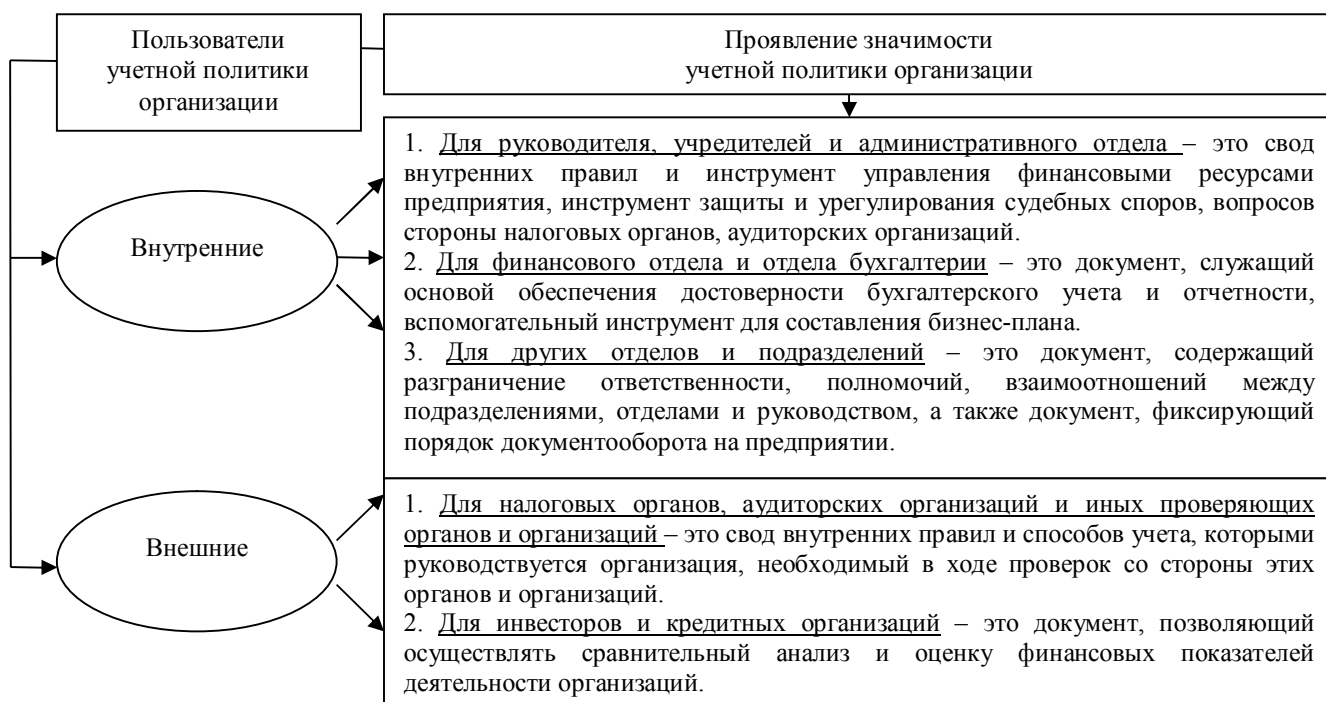 Пользователи
учетной политики
организации
Проявление значимости
учетной политики организации
Внутренние
1. Для руководителя, учредителей и административного отдела – это свод
внутренних правил и инструмент управления финансовыми ресурсами
предприятия, инструмент защиты и урегулирования судебных споров, вопросов
стороны налоговых органов, аудиторских организаций.
2. Для финансового отдела и отдела бухгалтерии – это документ, служащий
основой обеспечения достоверности бухгалтерского учета и отчетности,
вспомогательный инструмент для составления бизнес-плана.
3. Для других отделов и подразделений – это документ, содержащий
разграничение ответственности, полномочий, взаимоотношений между
подразделениями, отделами и руководством, а также документ, фиксирующий
порядок документооборота на предприятии.
Внешние
1. Для налоговых органов, аудиторских организаций и иных проверяющих
органов и организаций – это свод внутренних правил и способов учета, которыми
руководствуется организация, необходимый в ходе проверок со стороны этих
органов и организаций.
2. Для инвесторов и кредитных организаций – это документ, позволяющий
осуществлять сравнительный анализ и оценку финансовых показателей
деятельности организаций.